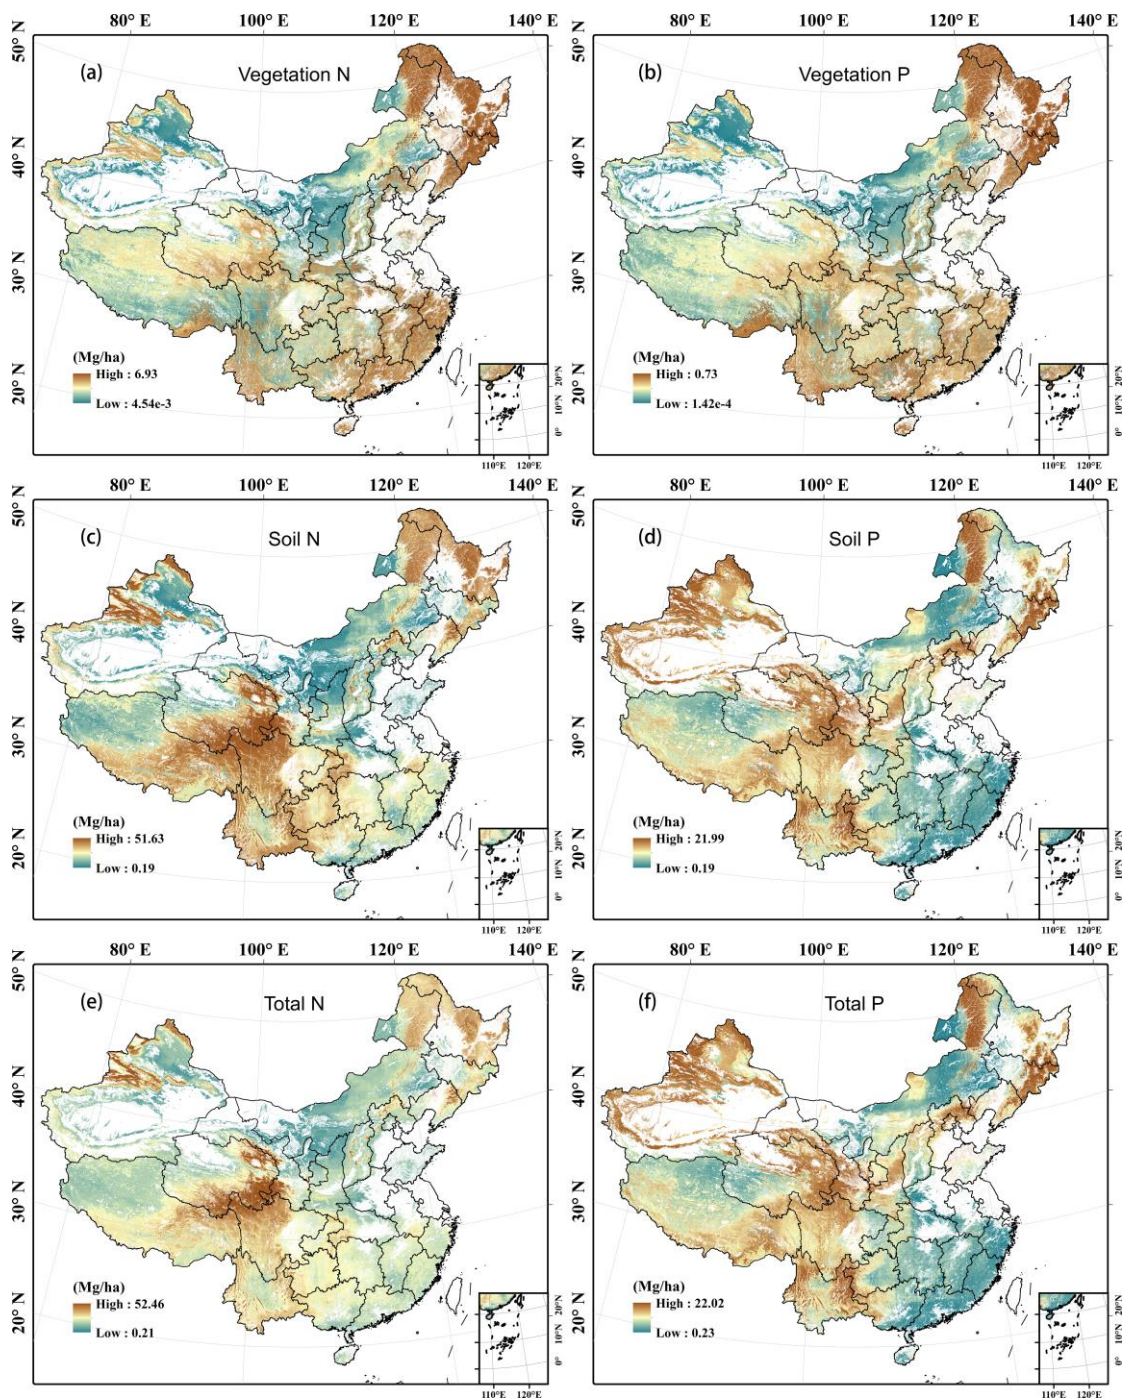 80° E 100° E 120° E 140° E
50° N
40° N
30° N
20° N
(a) Vegetation N
(Mg/ha)
High : 6.93
Low : 4.54e-3
20°N
10°N
0°
110°E 120°E
80° E 100° E 120° E 140° E
50° N
40° N
30° N
20° N
(b) Vegetation P
(Mg/ha)
High : 0.73
Low : 1.42e-4
20°N
10°N
0°
110°E 120°E
80° E 100° E 120° E 140° E
50° N
40° N
30° N
20° N
(c) Soil N
(Mg/ha)
High : 51.63
Low : 0.19
20°N
10°N
0°
110°E 120°E
80° E 100° E 120° E 140° E
50° N
40° N
30° N
20° N
(d) Soil P
(Mg/ha)
High : 21.99
Low : 0.19
20°N
10°N
0°
110°E 120°E
80° E 100° E 120° E 140° E
50° N
40° N
30° N
20° N
(e) Total N
(Mg/ha)
High : 52.46
Low : 0.21
20°N
10°N
0°
110°E 120°E
80° E 100° E 120° E 140° E
50° N
40° N
30° N
20° N
(f) Total P
(Mg/ha)
High : 22.02
Low : 0.23
20°N
10°N
0°
110°E 120°E